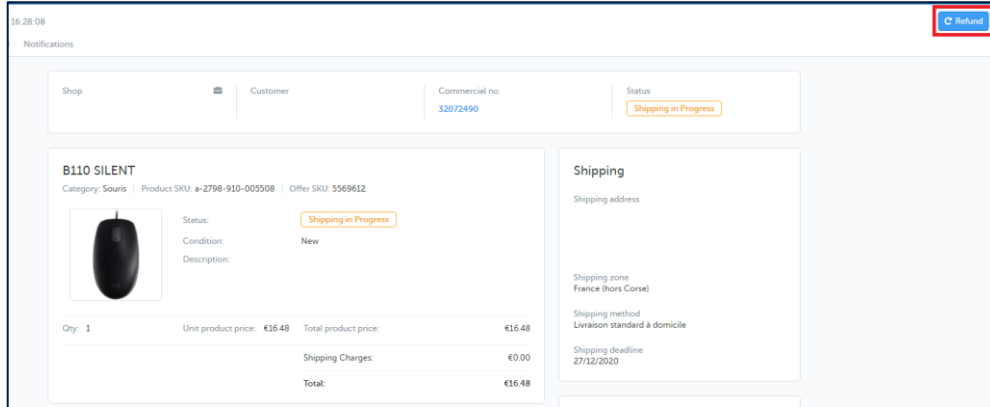 16:28:08
Refund
Notifications
Shop Customer Commercial no. Status
32072490 Shipping in Progress
B110 SILENT
Category: Souris | Product SKU: a-2798-910-005508 | Offer SKU: 5569612
Status: Shipping in Progress
Condition: New
Description:
Qty: 1 Unit product price: €16.48 Total product price: €16.48
Shipping Charges: €0.00
Total: €16.48
Shipping
Shipping address
Shipping zone
France (hors Corse)
Shipping method
Livraison standard à domicile
Shipping deadline
27/12/2020